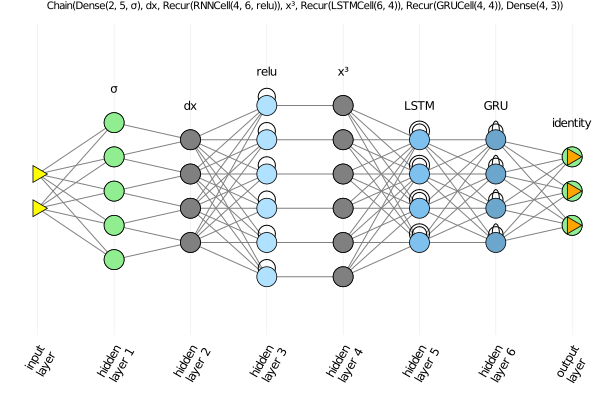 Chain(Dense(2, 5, σ), dx, Recur(RNNCell(4, 6, relu)), x³, Recur(LSTMCell(6, 4)), Recur(GRUCell(4, 4)), Dense(4, 3))
σ
dx
relu
x³
LSTM
GRU
identity
input
layer
hidden
layer 1
hidden
layer 2
hidden
layer 3
hidden
layer 4
hidden
layer 5
hidden
layer 6
output
layer